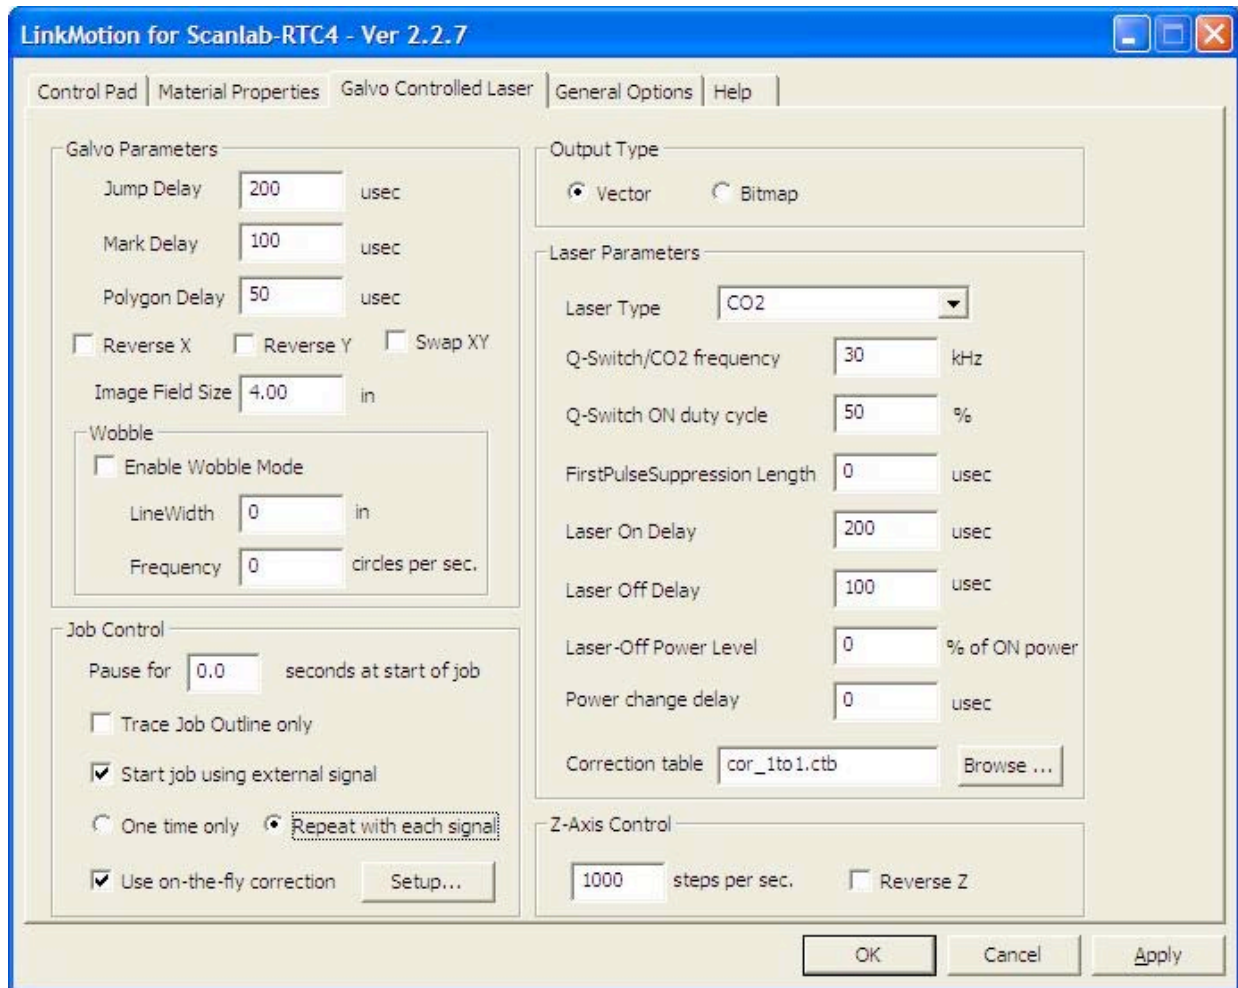 LinkMotion for Scanlab-RTC4 - Ver 2.2.7
Control Pad Material Properties Galvo Controlled Laser General Options Help
Galvo Parameters
Jump Delay 200 usec
Mark Delay 100 usec
Polygon Delay 50 usec
Reverse X Reverse Y Swap XY
Image Field Size 4.00 in
Wobble
Enable Wobble Mode
LineWidth 0 in
Frequency 0 circles per sec.
Job Control
Pause for 0.0 seconds at start of job
Trace Job Outline only
Start job using external signal
One time only Repeat with each signal
Use on-the-fly correction Setup...
Output Type
Vector Bitmap
Laser Parameters
Laser Type CO2
Q-Switch/CO2 frequency 30 kHz
Q-Switch ON duty cycle 50 %
FirstPulseSuppression Length 0 usec
Laser On Delay 200 usec
Laser Off Delay 100 usec
Laser-Off Power Level 0 % of ON power
Power change delay 0 usec
Correction table cor_1to1.ctb Browse ...
Z-Axis Control
1000 steps per sec. Reverse Z
OK Cancel Apply